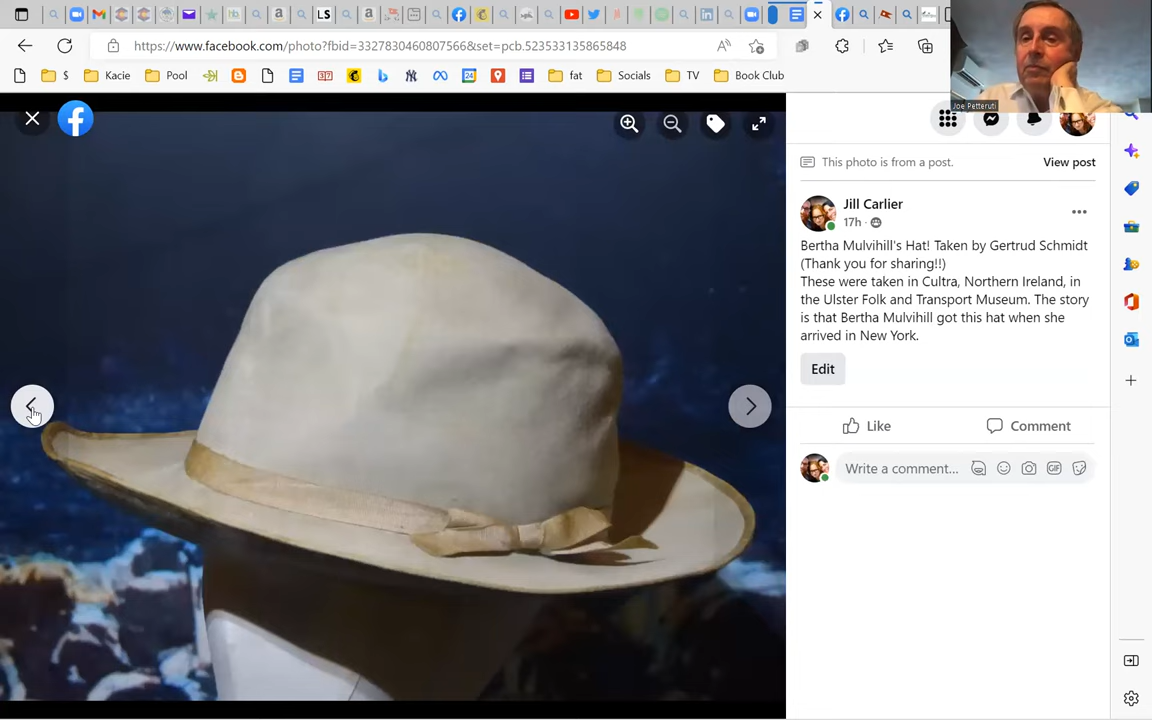 https://www.facebook.com/photo?fbid=3327830460807566&set=pcb.523533135865848
$
Kacie
Pool
fat
Socials
TV
Book Club
Joe Petteruti
This photo is from a post.
View post
Jill Carlier
17h
Bertha Mulvihill's Hat! Taken by Gertrud Schmidt
(Thank you for sharing!!)
These were taken in Cultra, Northern Ireland, in
the Ulster Folk and Transport Museum. The story
is that Bertha Mulvihill got this hat when she
arrived in New York.
Edit
Like
Comment
Write a comment...